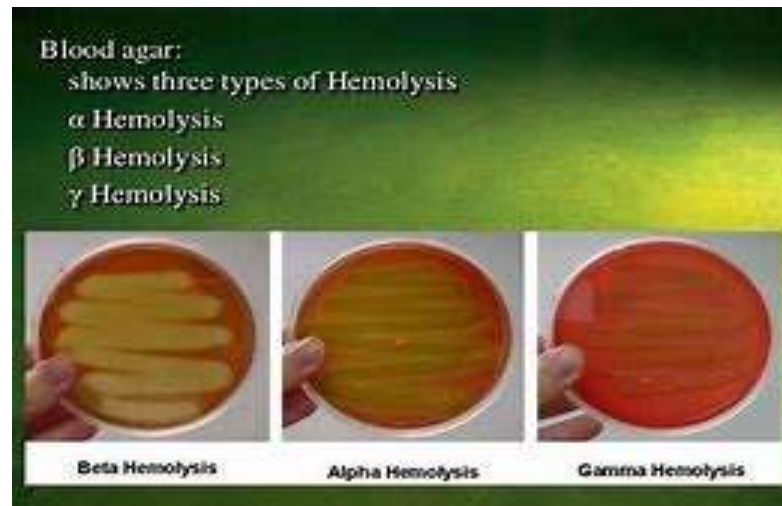 Blood agar:
shows three types of Hemolysis
α Hemolysis
β Hemolysis
γ Hemolysis
Beta Hemolysis
Alpha Hemolysis
Gamma Hemolysis